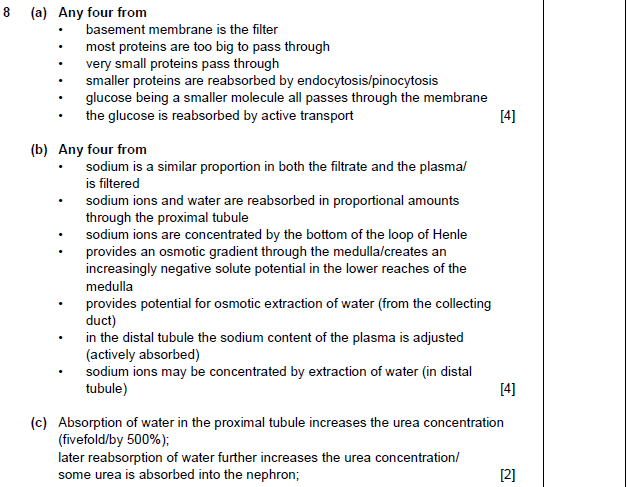 8 (a) Any four from
• basement membrane is the filter
• most proteins are too big to pass through
• very small proteins pass through
• smaller proteins are reabsorbed by endocytosis/pinocytosis
• glucose being a smaller molecule all passes through the membrane
• the glucose is reabsorbed by active transport [4]
(b) Any four from
• sodium is a similar proportion in both the filtrate and the plasma/
is filtered
• sodium ions and water are reabsorbed in proportional amounts
through the proximal tubule
• sodium ions are concentrated by the bottom of the loop of Henle
• provides an osmotic gradient through the medulla/creates an
increasingly negative solute potential in the lower reaches of the
medulla
• provides potential for osmotic extraction of water (from the collecting
duct)
• in the distal tubule the sodium content of the plasma is adjusted
(actively absorbed)
• sodium ions may be concentrated by extraction of water (in distal
tubule) [4]
(c) Absorption of water in the proximal tubule increases the urea concentration
(fivefold/by 500%);
later reabsorption of water further increases the urea concentration/
some urea is absorbed into the nephron; [2]